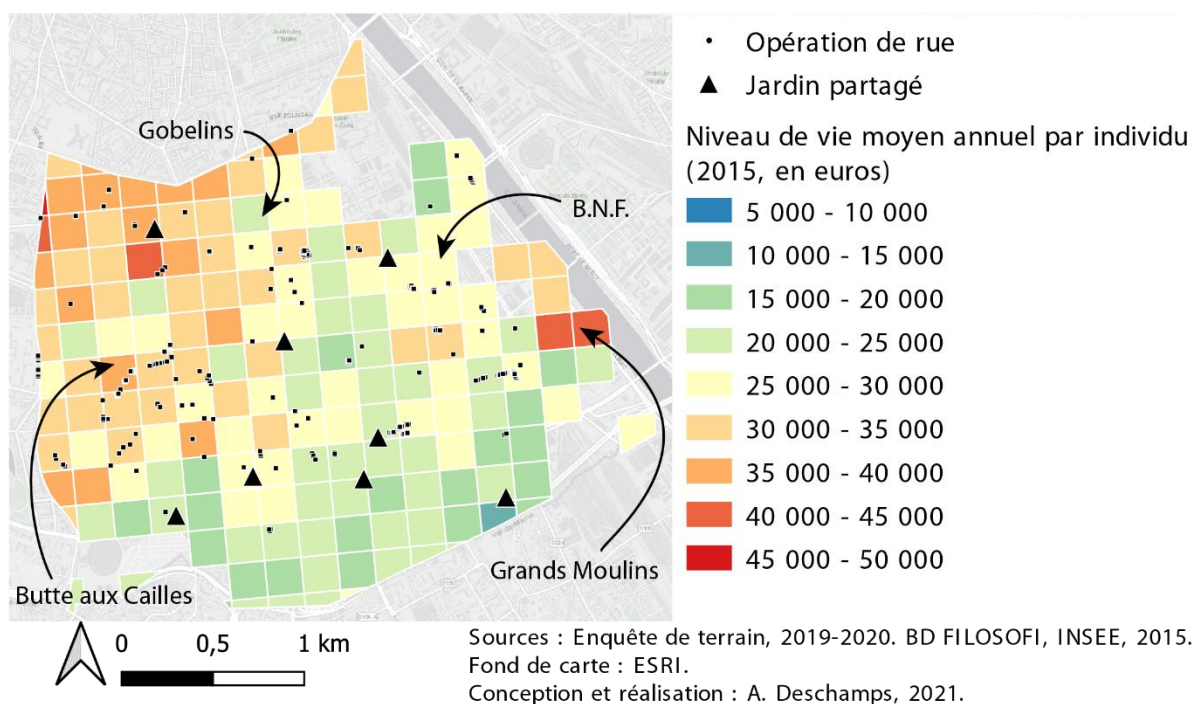 Gobelins
B.N.F.
Butte aux Cailles
Grands Moulins
Opération de rue
Jardin partagé
Niveau de vie moyen annuel par individu
(2015, en euros)
5 000 - 10 000
10 000 - 15 000
15 000 - 20 000
20 000 - 25 000
25 000 - 30 000
30 000 - 35 000
35 000 - 40 000
40 000 - 45 000
45 000 - 50 000
0 0,5 1 km
Sources : Enquête de terrain, 2019-2020. BD FILOSOFI, INSEE, 2015.
Fond de carte : ESRI.
Conception et réalisation : A. Deschamps, 2021.